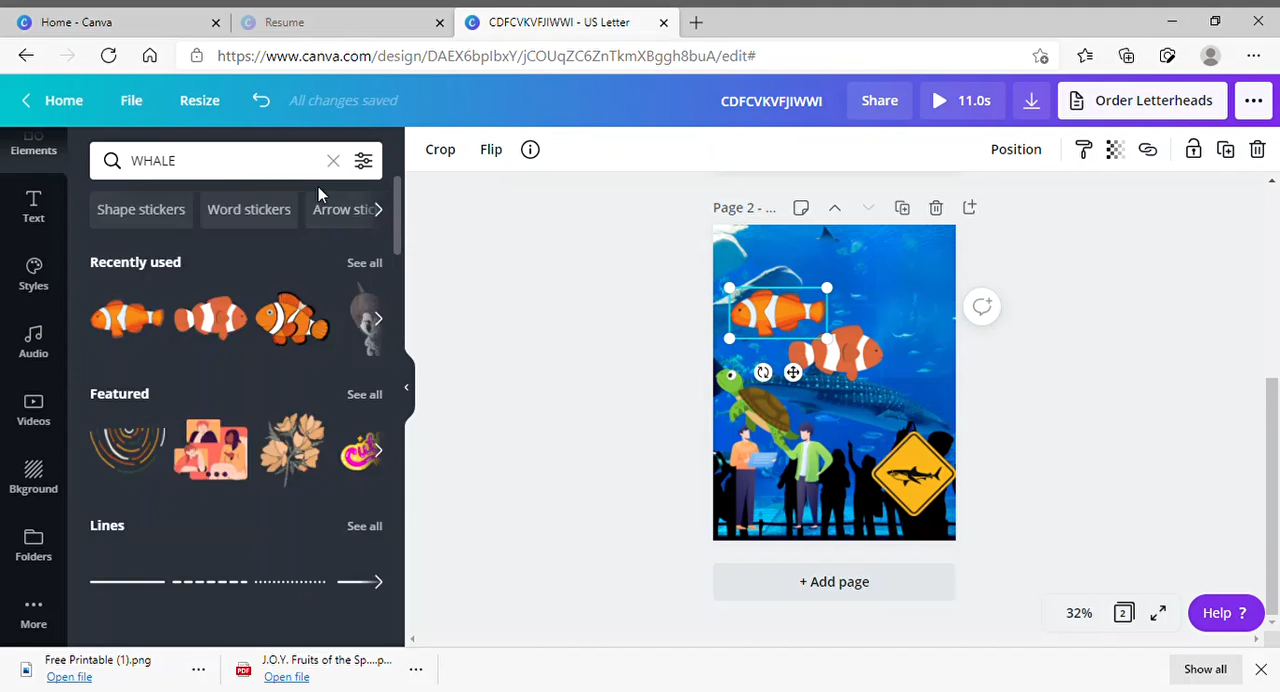 Home - Canva
Resume
CDFCVKVFJIWWI - US Letter
https://www.canva.com/design/DAEX6bpIbxY/jCOUqZC6ZnTkmXBggh8buA/edit#
Home
File
Resize
All changes saved
CDFCVKVFJIWWI
Share
11.0s
Order Letterheads
Elements
WHALE
Crop
Flip
Position
Shape stickers
Word stickers
Arrow stic
Page 2 - ...
Text
Recently used
See all
Styles
Audio
Featured
See all
Videos
Bkground
Lines
See all
Folders
+ Add page
More
32%
2
Help ?
Free Printable (1).png
Open file
J.O.Y. Fruits of the Sp....p...
Open file
PDF
Show all